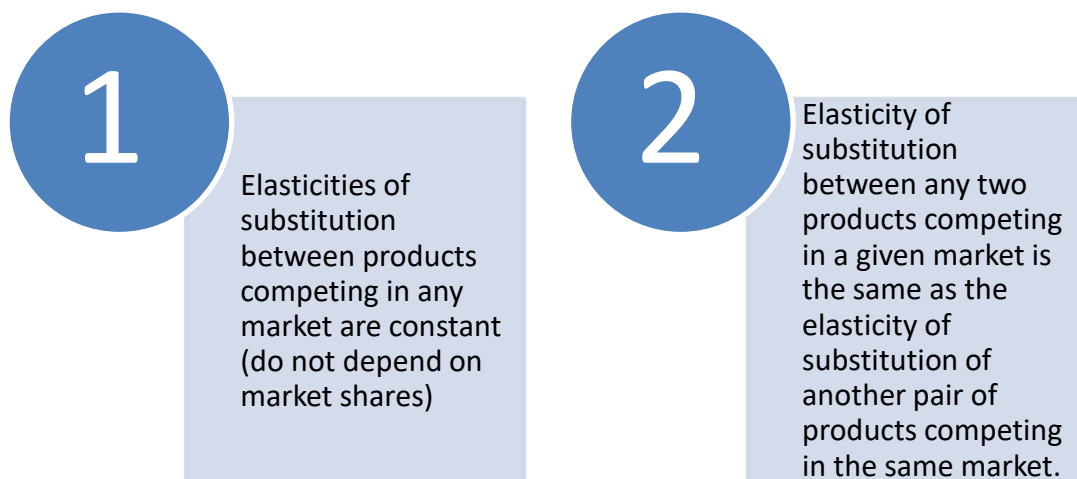 1
Elasticities of
substitution
between products
competing in any
market are constant
(do not depend on
market shares)
2
Elasticity of
substitution
between any two
products competing
in a given market is
the same as the
elasticity of
substitution of
another pair of
products competing
in the same market.